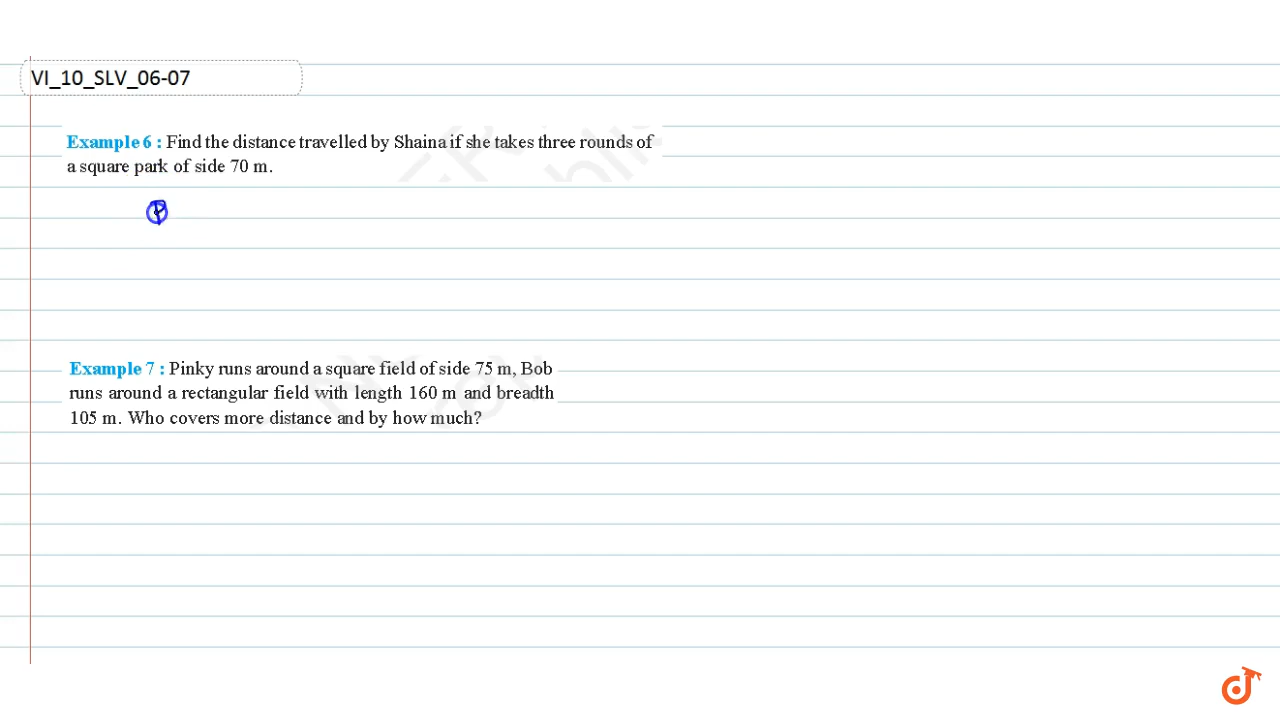 VI_10_SLV_06-07
Example 6 : Find the distance travelled by Shaina if she takes three rounds of
a square park of side 70 m.
P
Example 7 : Pinky runs around a square field of side 75 m, Bob
runs around a rectangular field with length 160 m and breadth
105 m. Who covers more distance and by how much?